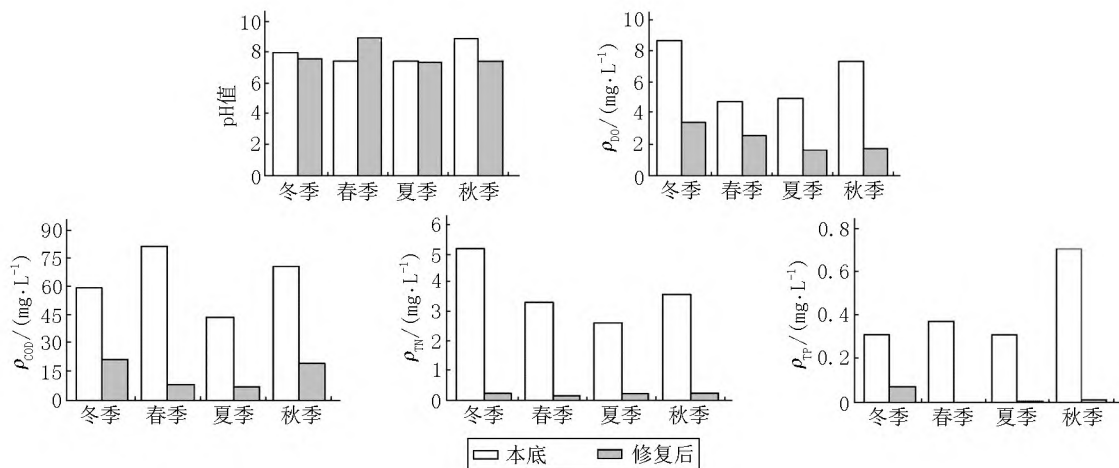 pH值
10
8
6
4
2
0
冬季 春季 夏季 秋季
ρDO/(mg·L⁻¹)
10
8
6
4
2
0
冬季 春季 夏季 秋季
ρCOD/(mg·L⁻¹)
90
75
60
45
30
15
0
冬季 春季 夏季 秋季
ρTN/(mg·L⁻¹)
6
5
4
3
2
1
0
冬季 春季 夏季 秋季
ρTP/(mg·L⁻¹)
0.8
0.6
0.4
0.2
0
冬季 春季 夏季 秋季
本底 修复后